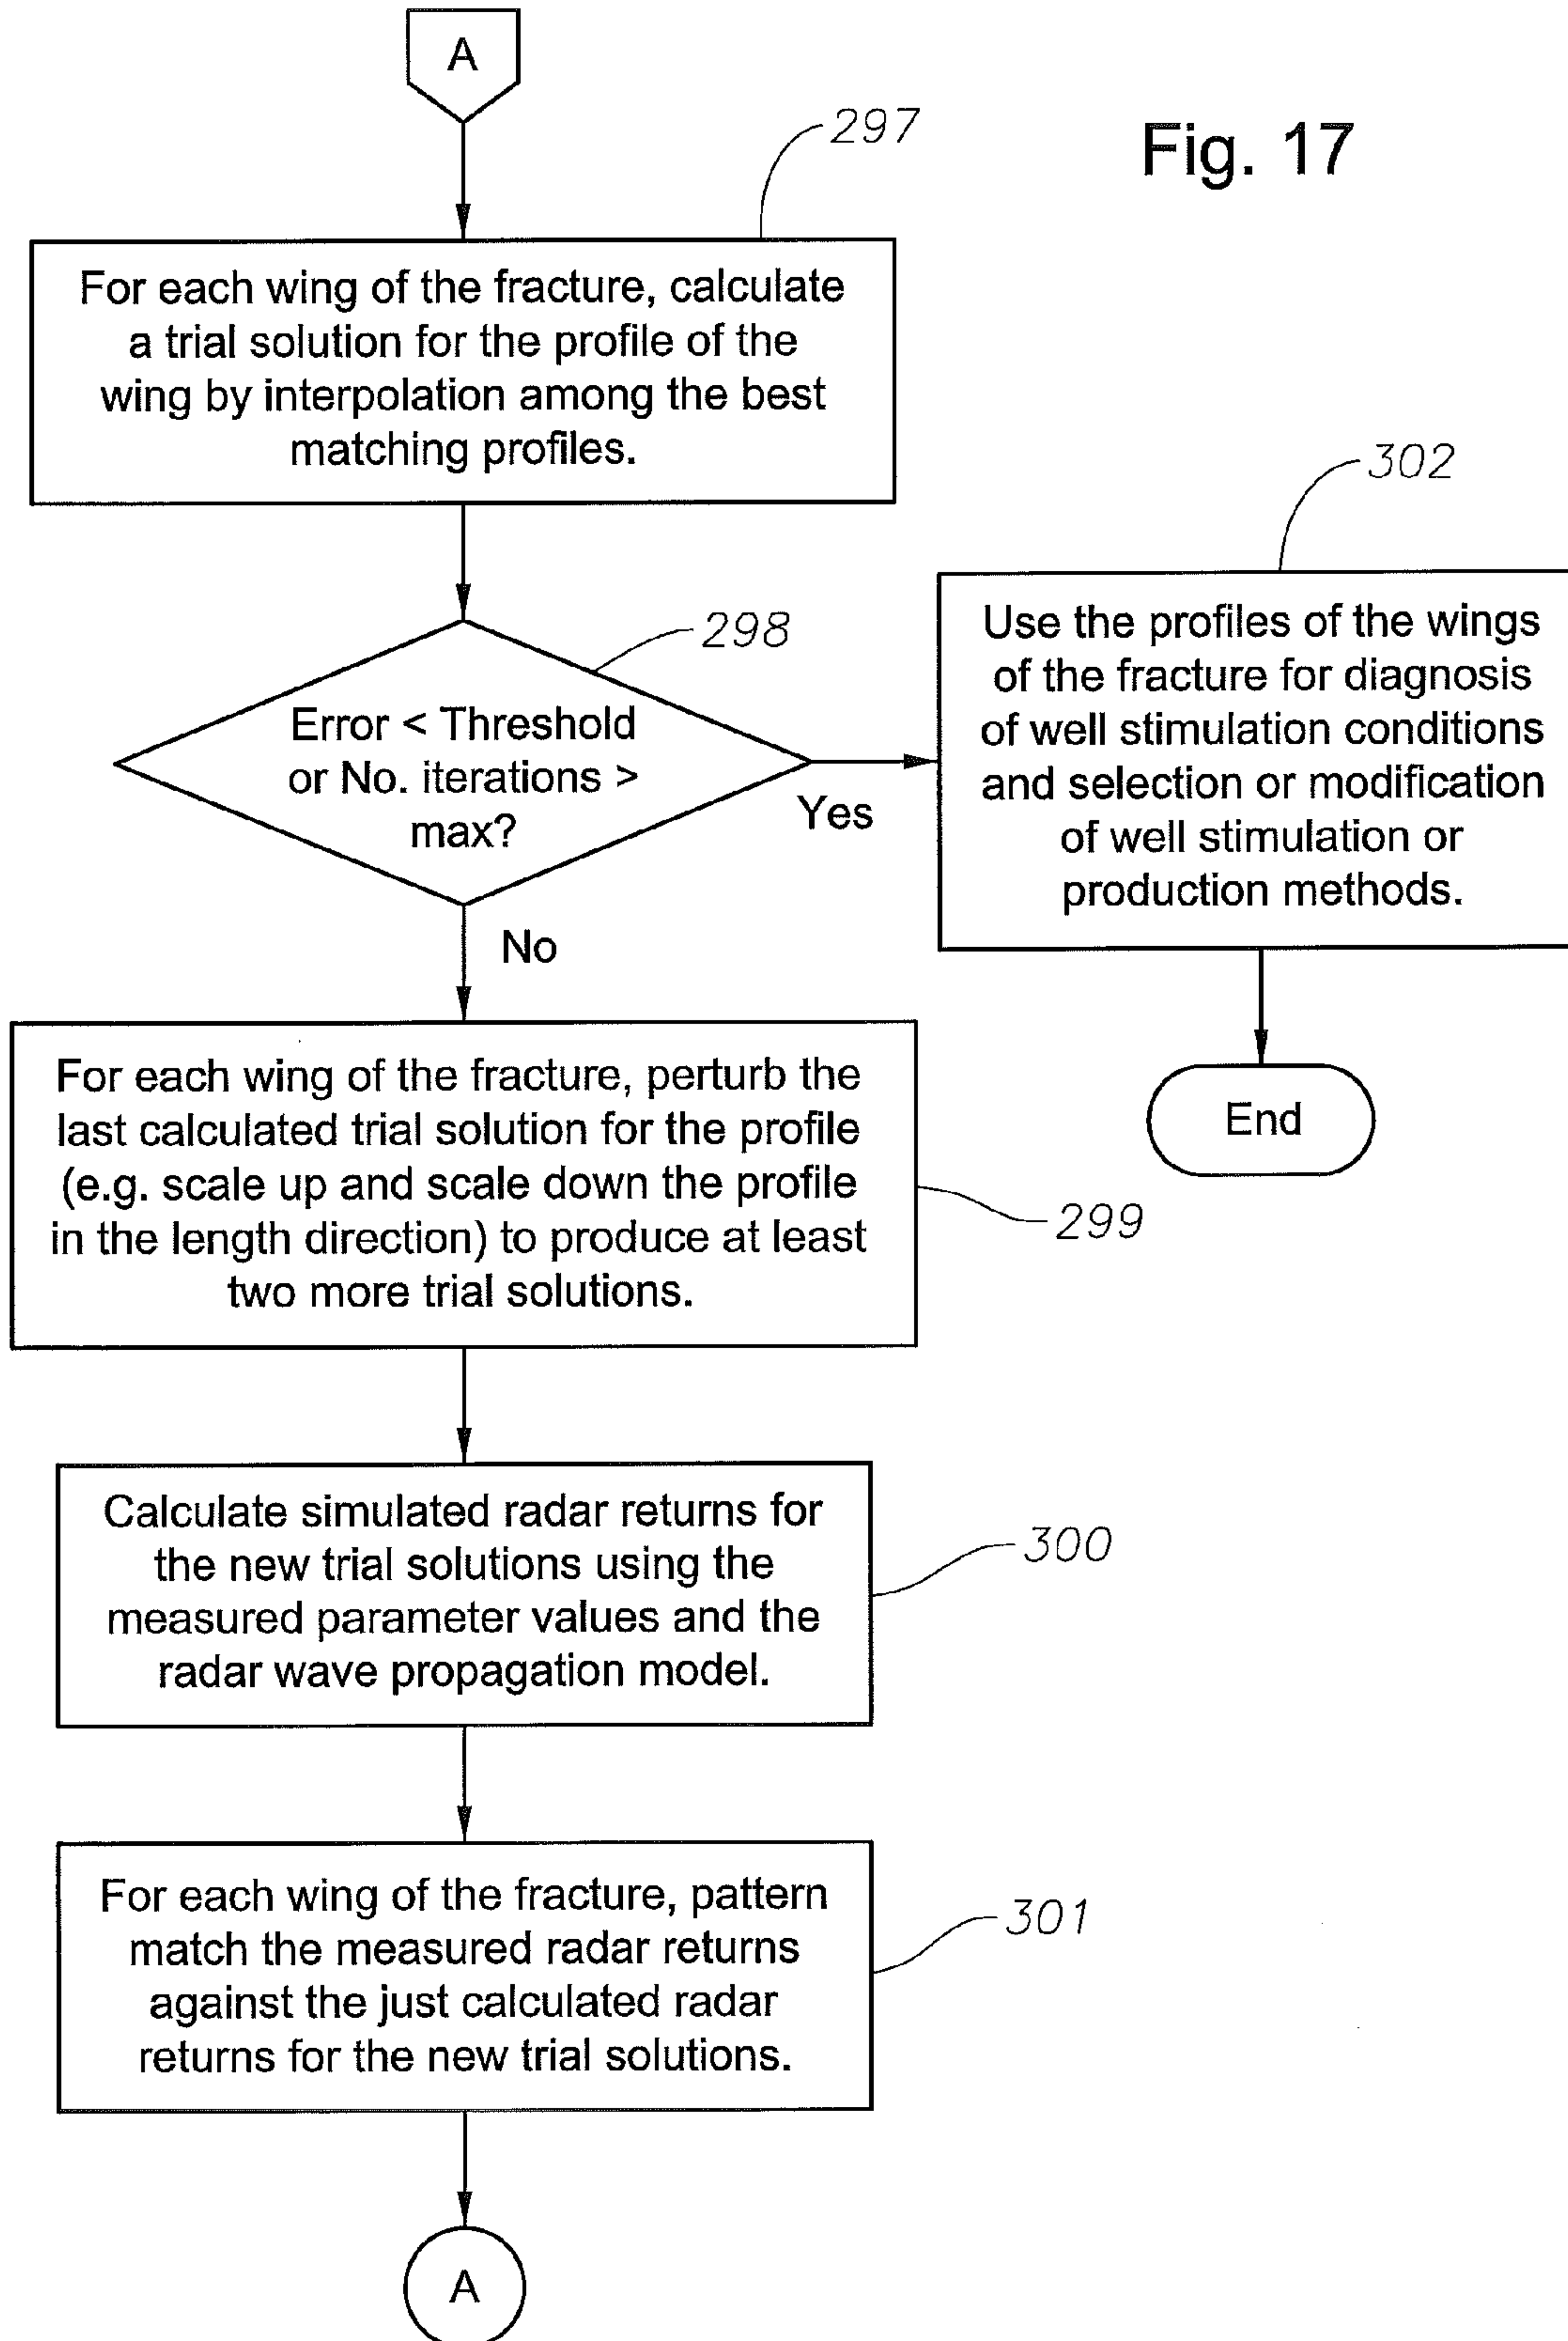 A
297
Fig. 17
For each wing of the fracture, calculate
a trial solution for the profile of the
wing by interpolation among the best
matching profiles.
302
298
Error < Threshold
or No. iterations >
max?
Yes
No
Use the profiles of the wings
of the fracture for diagnosis
of well stimulation conditions
and selection or modification
of well stimulation or
production methods.
End
For each wing of the fracture, perturb the
last calculated trial solution for the profile
(e.g. scale up and scale down the profile
in the length direction) to produce at least
two more trial solutions.
299
Calculate simulated radar returns for
the new trial solutions using the
measured parameter values and the
radar wave propagation model.
300
For each wing of the fracture, pattern
match the measured radar returns
against the just calculated radar
returns for the new trial solutions.
301
A